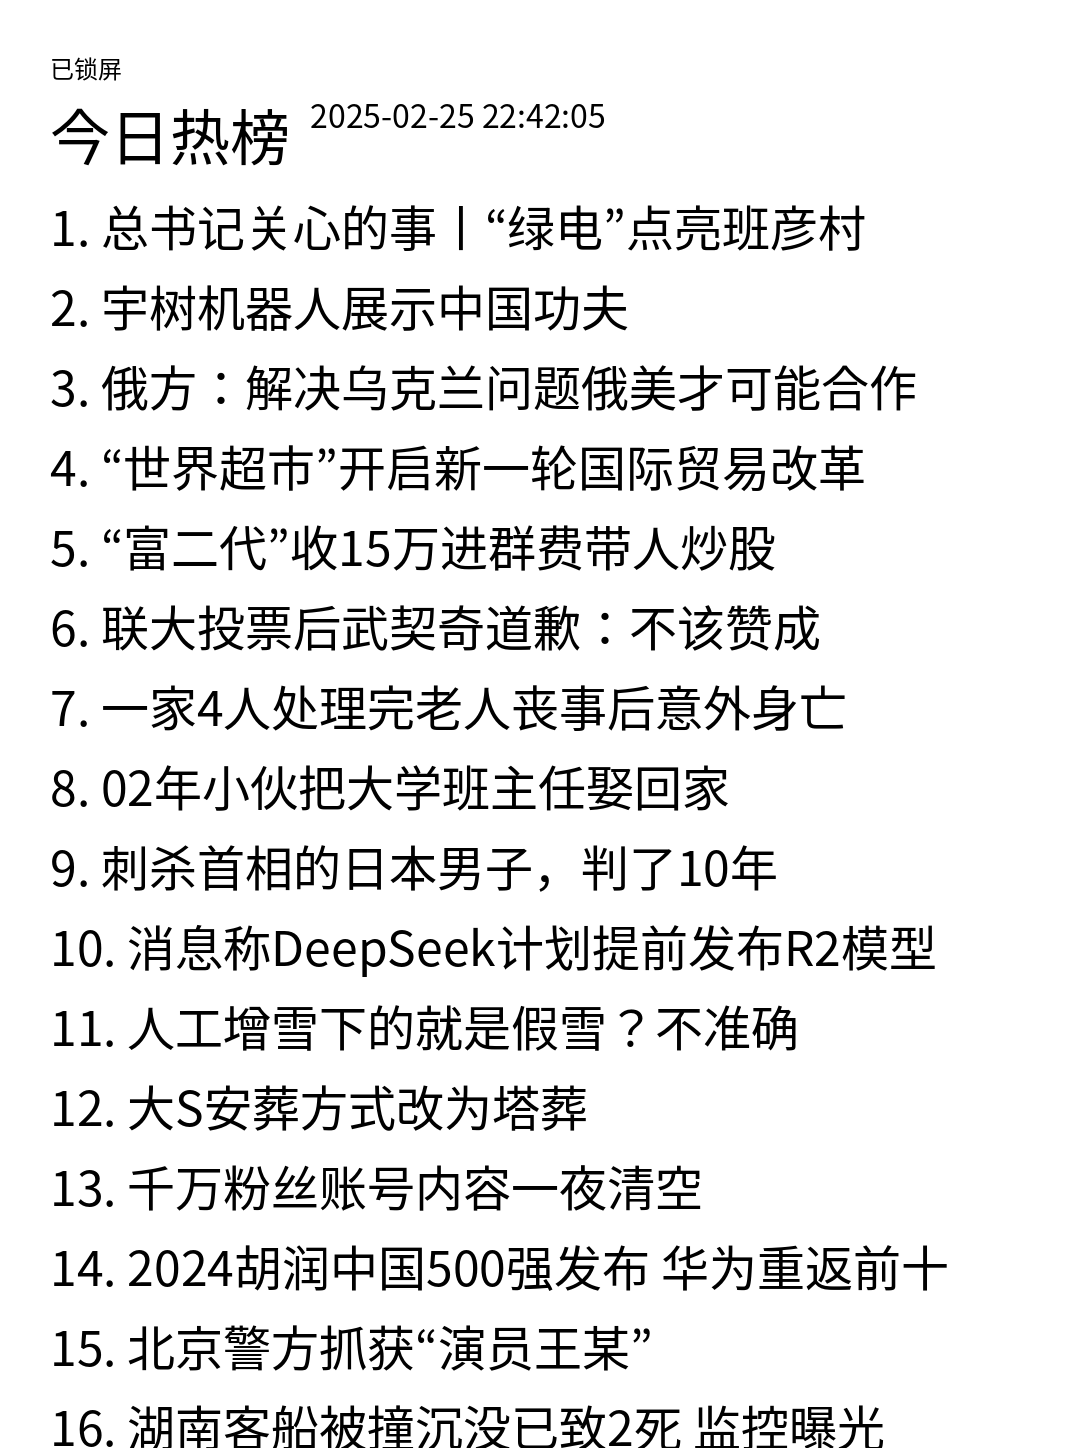 已锁屏
今日热榜 2025-02-25 22:42:05
1. 总书记关心的事丨“绿电”点亮班彦村
2. 宇树机器人展示中国功夫
3. 俄方：解决乌克兰问题俄美才可能合作
4. “世界超市”开启新一轮国际贸易改革
5. “富二代”收15万进群费带人炒股
6. 联大投票后武契奇道歉：不该赞成
7. 一家4人处理完老人丧事后意外身亡
8. 02年小伙把大学班主任娶回家
9. 刺杀首相的日本男子，判了10年
10. 消息称DeepSeek计划提前发布R2模型
11. 人工增雪下的就是假雪？不准确
12. 大S安葬方式改为塔葬
13. 千万粉丝账号内容一夜清空
14. 2024胡润中国500强发布 华为重返前十
15. 北京警方抓获“演员王某”
16. 湖南客船被撞沉没已致2死 监控曝光